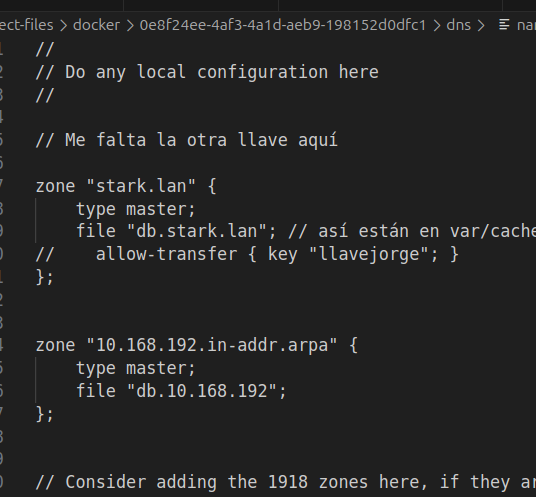 ect-files > docker > 0e8f24ee-4af3-4a1d-aeb9-198152d0dfc1 > dns >
//
// Do any local configuration here
//
// Me falta la otra llave aquí
zone "stark.lan" {
type master;
file "db.stark.lan"; // así están en var/cache
// allow-transfer { key "llavejorge"; }
};
zone "10.168.192.in-addr.arpa" {
type master;
file "db.10.168.192";
};
// Consider adding the 1918 zones here, if they